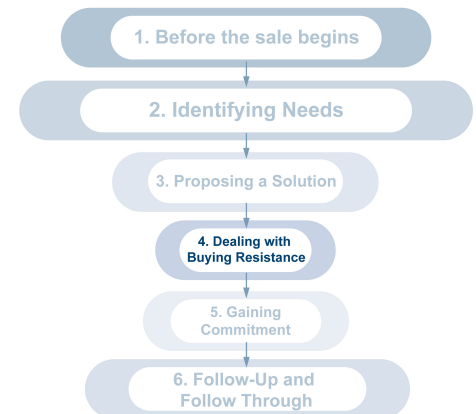 1. Before the sale begins
2. Identifying Needs
3. Proposing a Solution
4. Dealing with
Buying Resistance
5. Gaining
Commitment
6. Follow-Up and
Follow Through